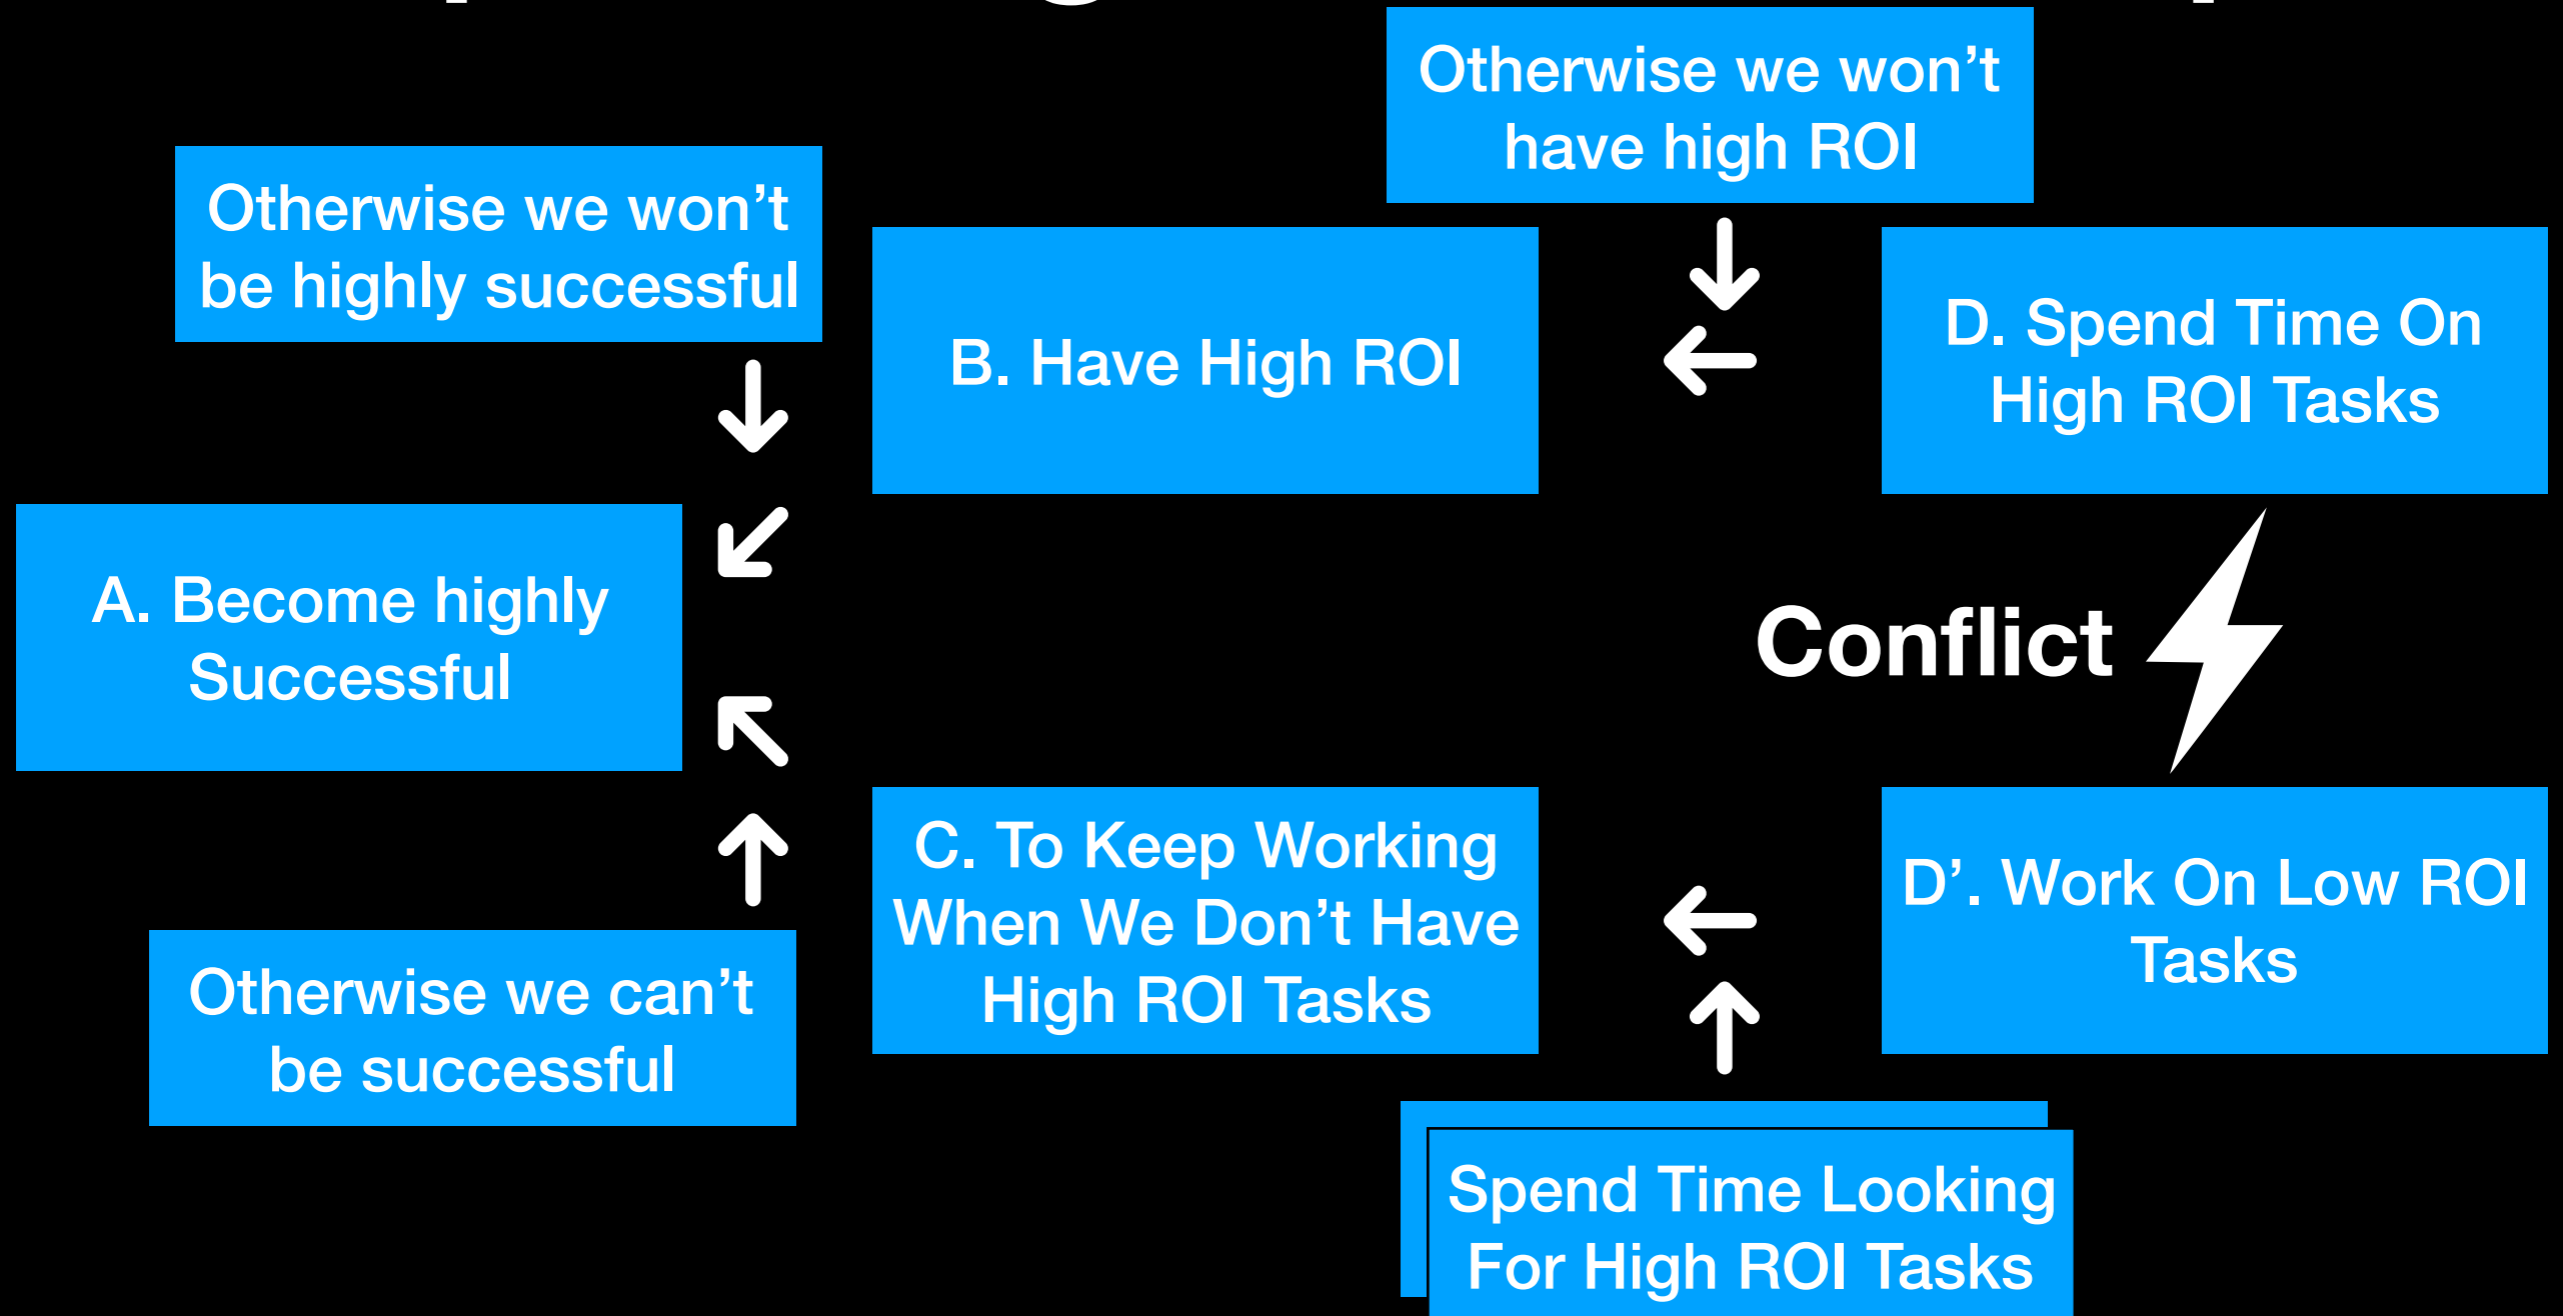 Otherwise we won’t
have high ROI
Otherwise we won’t
be highly successful
B. Have High ROI
D. Spend Time On
High ROI Tasks
A. Become highly
Successful
Conflict
C. To Keep Working
When We Don’t Have
High ROI Tasks
D’. Work On Low ROI
Tasks
Otherwise we can’t
be successful
Spend Time Looking
For High ROI Tasks